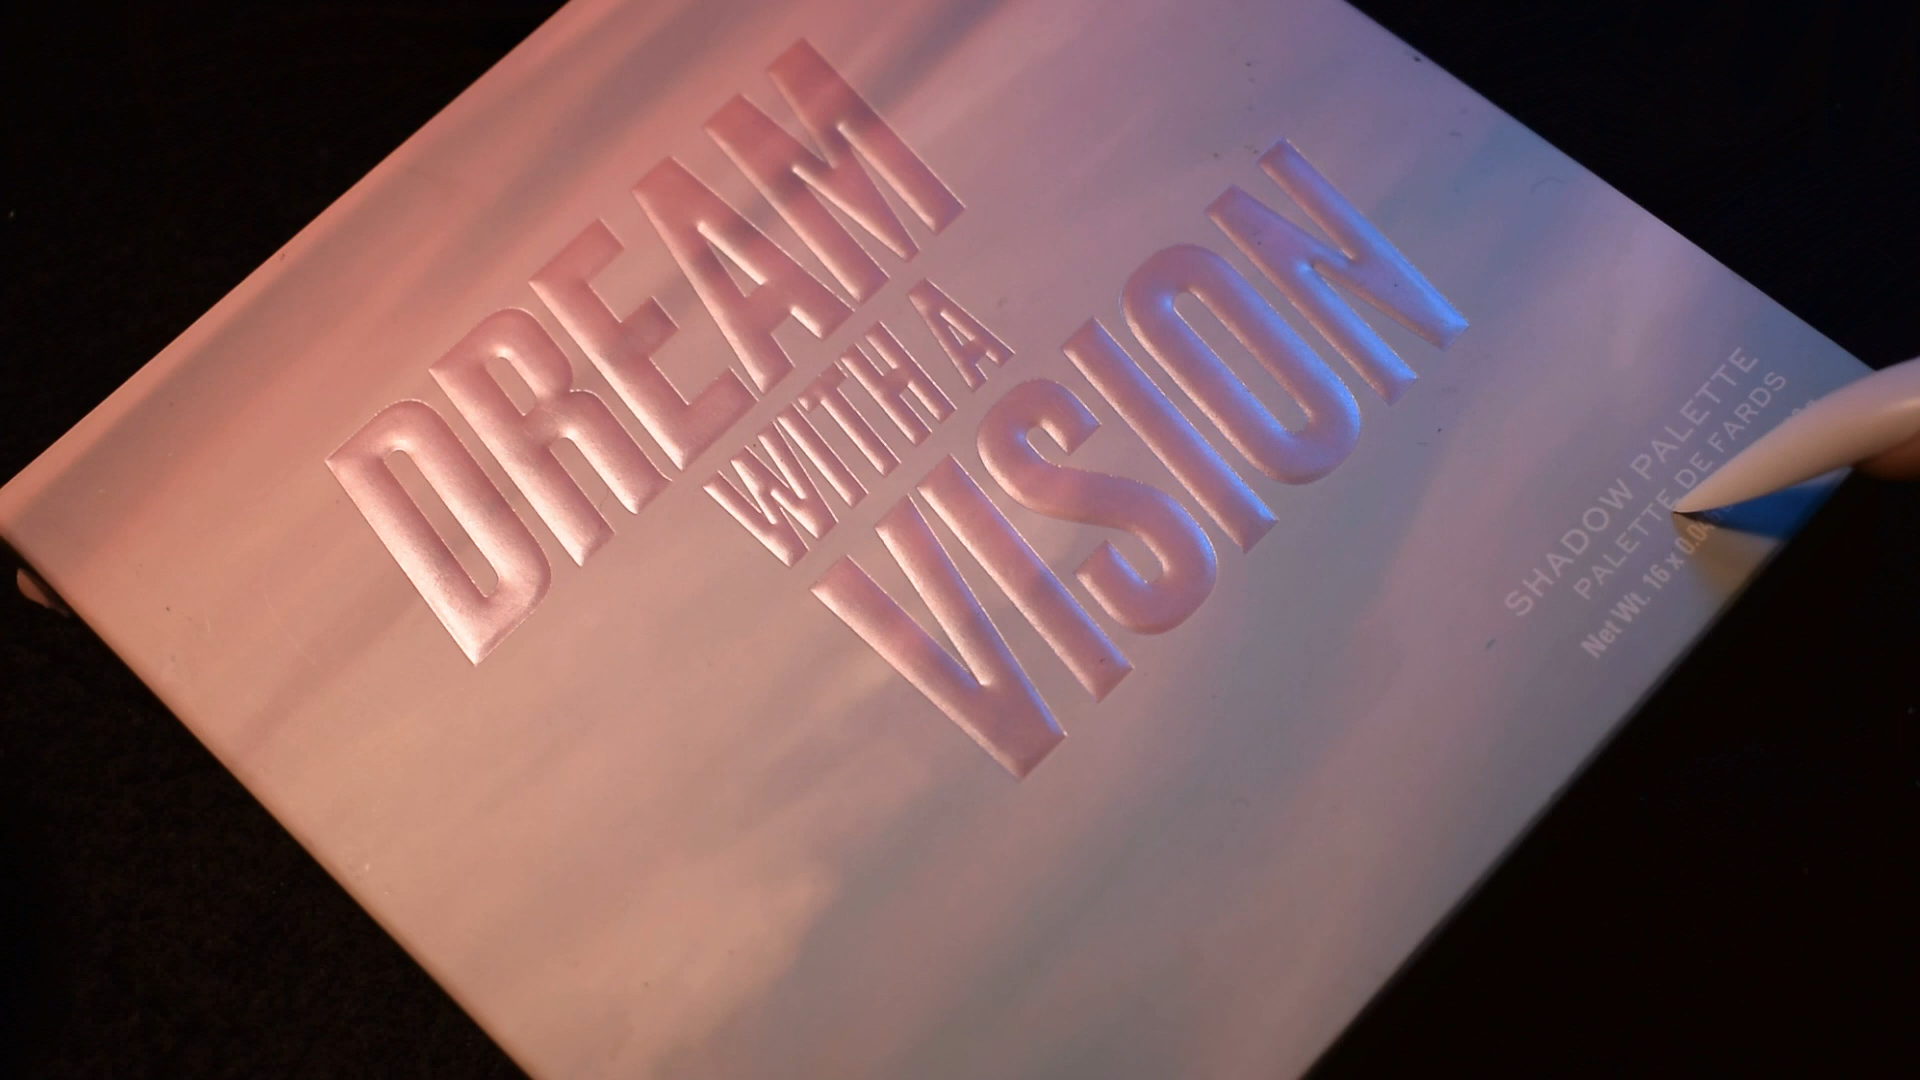 DREAM
WITH A
VISION
SHADOW PALETTE
PALETTE DE FARDS
Net Wt. 16 x